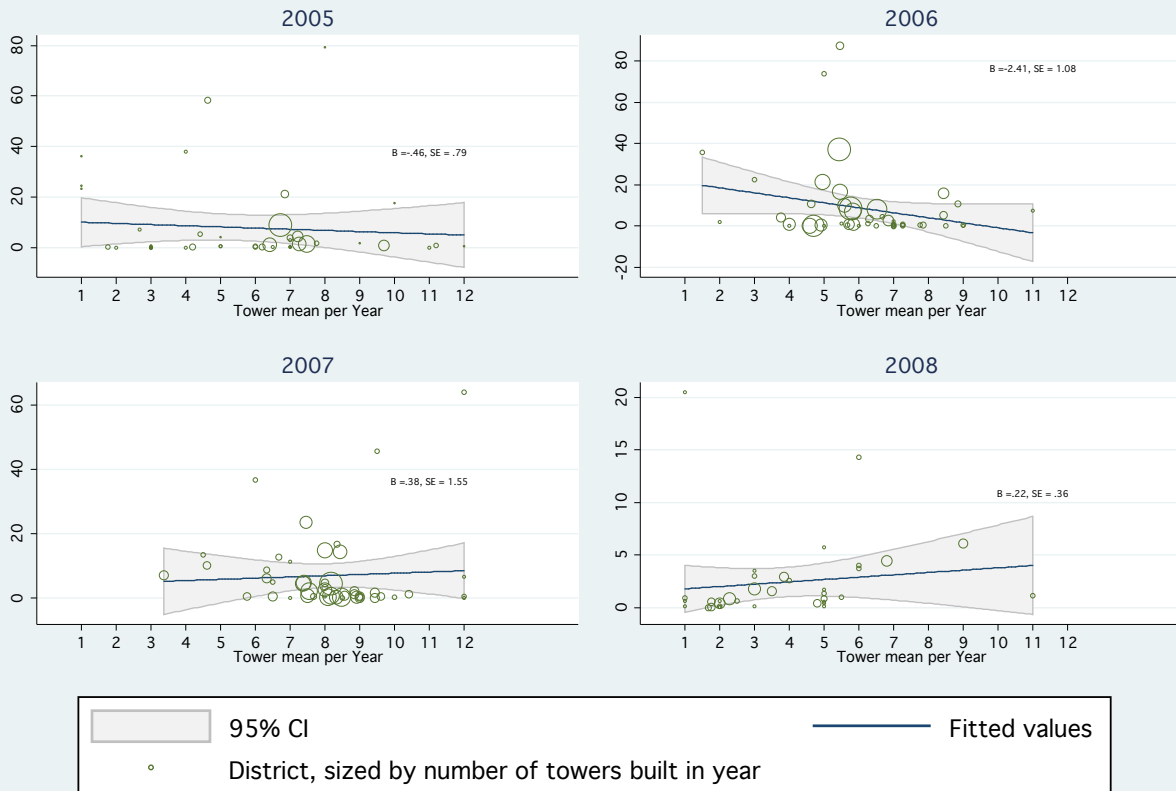 2005
80
60
40
20
0
B =-.46, SE = .79
1 2 3 4 5 6 7 8 9 10 11 12
Tower mean per Year
2006
80
60
40
20
0
-20
B =-2.41, SE = 1.08
1 2 3 4 5 6 7 8 9 10 11 12
Tower mean per Year
2007
60
40
20
0
B =.38, SE = 1.55
1 2 3 4 5 6 7 8 9 10 11 12
Tower mean per Year
2008
20
15
10
5
0
B =.22, SE = .36
1 2 3 4 5 6 7 8 9 10 11 12
Tower mean per Year
95% CI
Fitted values
District, sized by number of towers built in year